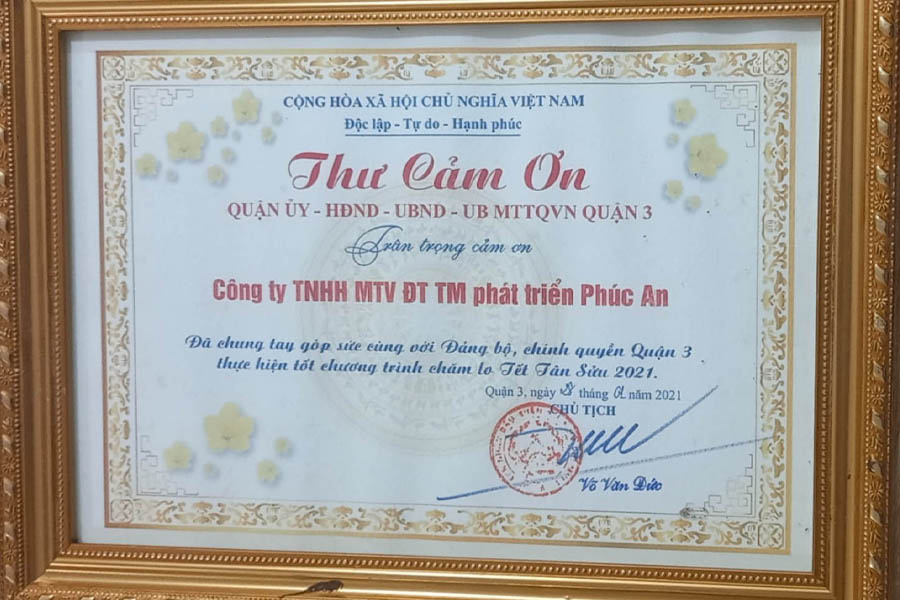 CỘNG HÒA XÃ HỘI CHỦ NGHĨA VIỆT NAM
Độc lập - Tự do - Hạnh phúc
Thư Cảm Ơn
QUẬN ỦY - HĐND - UBND - UB MTTQVN QUẬN 3
Trân trọng cảm ơn
Công ty TNHH MTV ĐT TM phát triển Phúc An
Đã chung tay góp sức cùng với Đảng bộ, chính quyền Quận 3
thực hiện tốt chương trình chăm lo Tết Tân Sửu 2021.
Quận 3, ngày tháng 01 năm 2021
CHỦ TỊCH
Võ Văn Đức